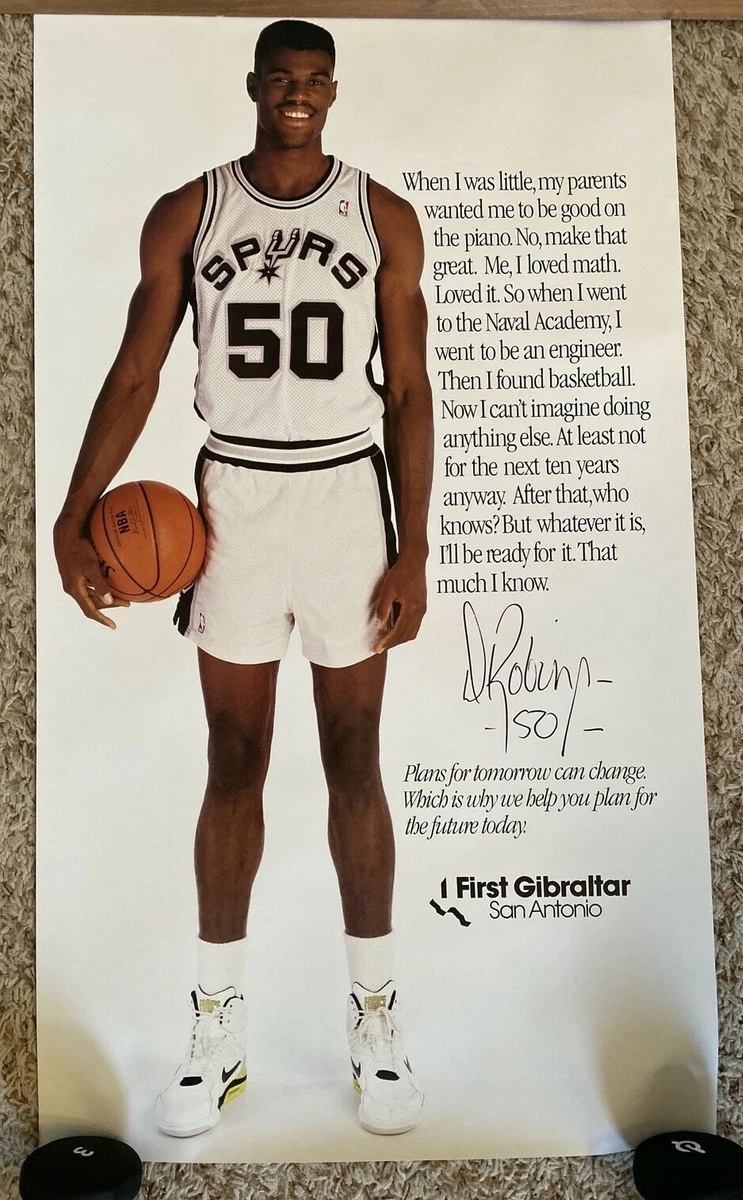 SPURS
50
NBA
When I was little, my parents
wanted me to be good on
the piano. No, make that
great. Me, I loved math.
Loved it. So when I went
to the Naval Academy, I
went to be an engineer.
Then I found basketball.
Now I can't imagine doing
anything else. At least not
for the next ten years
anyway. After that, who
knows? But whatever it is,
I'll be ready for it. That
much I know.
D Robinson
50
Plans for tomorrow can change.
Which is why we help you plan for
the future today.
First Gibraltar
San Antonio
FORCE
FORCE
3